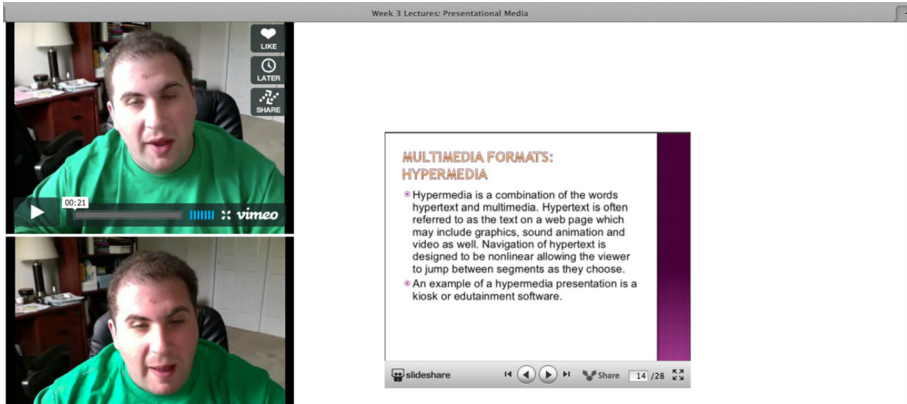 Week 3 Lectures: Presentational Media
LIKE
LATER
SHARE
00:21
vimeo
MULTIMEDIA FORMATS:
HYPERMEDIA
Hypermedia is a combination of the words
hypertext and multimedia. Hypertext is often
referred to as the text on a web page which
may include graphics, sound animation and
video as well. Navigation of hypertext is
designed to be nonlinear allowing the viewer
to jump between segments as they choose.
An example of a hypermedia presentation is a
kiosk or edutainment software.
slideshare
Share
14 /28